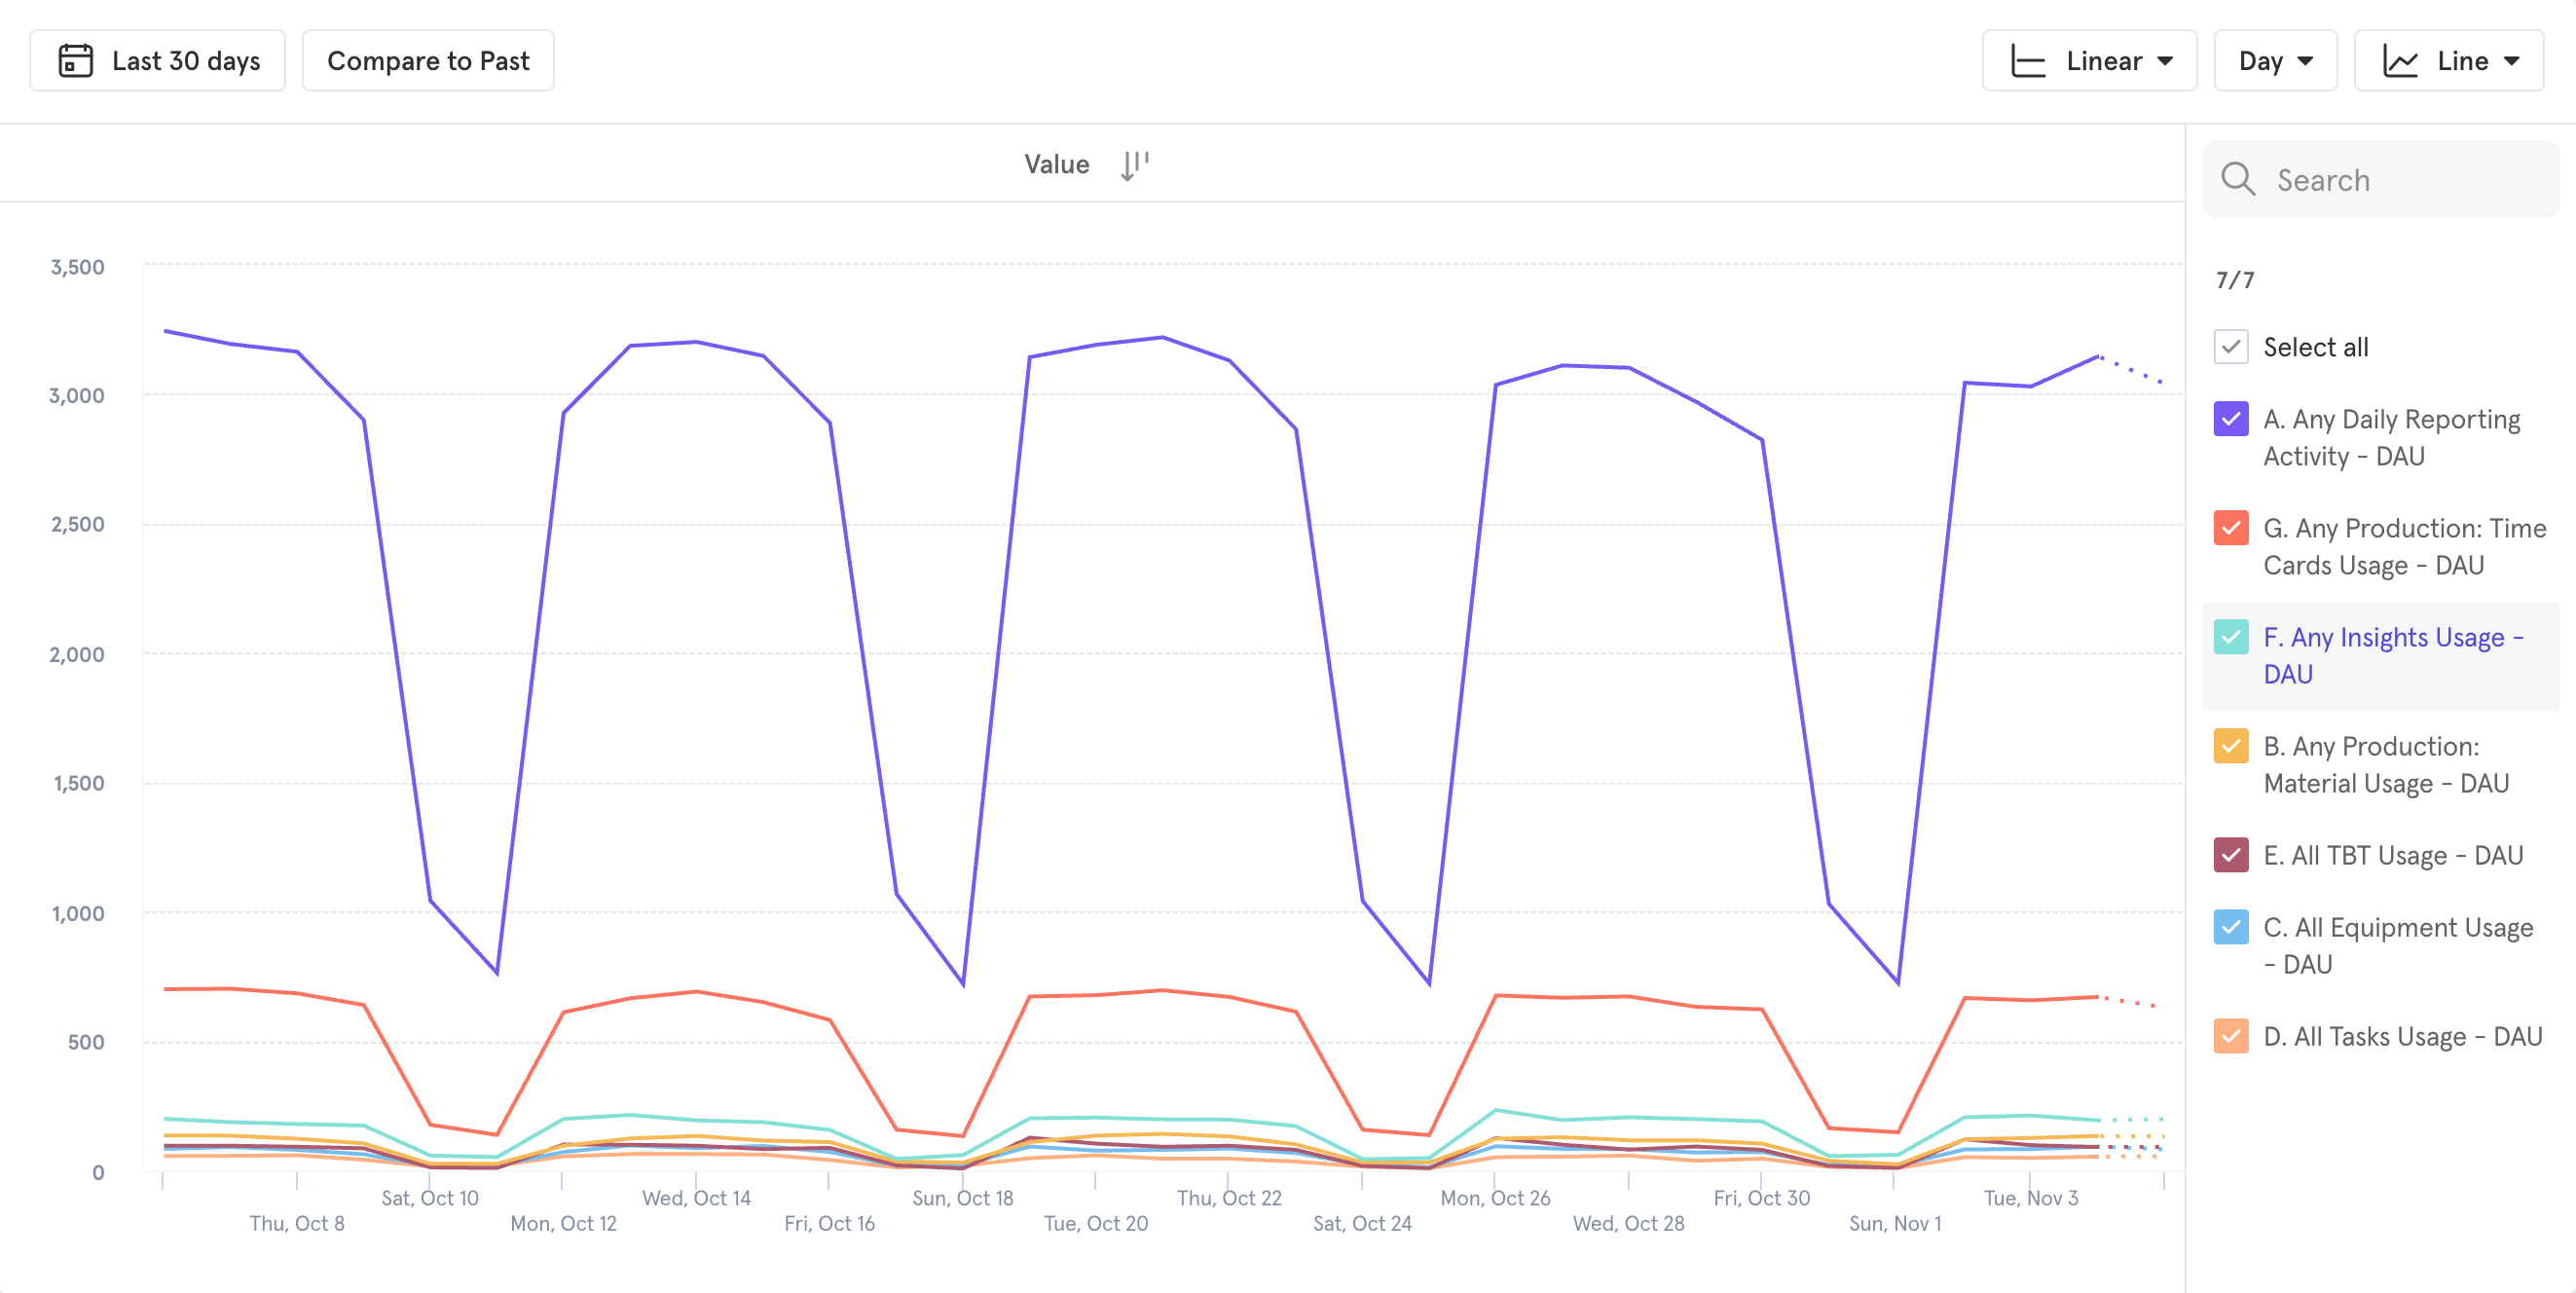 Last 30 days
Compare to Past
Linear
Day
Line
Value
Search
7/7
Select all
A. Any Daily Reporting
Activity - DAU
G. Any Production: Time
Cards Usage - DAU
F. Any Insights Usage -
DAU
B. Any Production:
Material Usage - DAU
E. All TBT Usage - DAU
C. All Equipment Usage
- DAU
D. All Tasks Usage - DAU
3,500
3,000
2,500
2,000
1,500
1,000
500
0
Thu, Oct 8
Sat, Oct 10
Mon, Oct 12
Wed, Oct 14
Fri, Oct 16
Sun, Oct 18
Tue, Oct 20
Thu, Oct 22
Sat, Oct 24
Mon, Oct 26
Wed, Oct 28
Fri, Oct 30
Sun, Nov 1
Tue, Nov 3